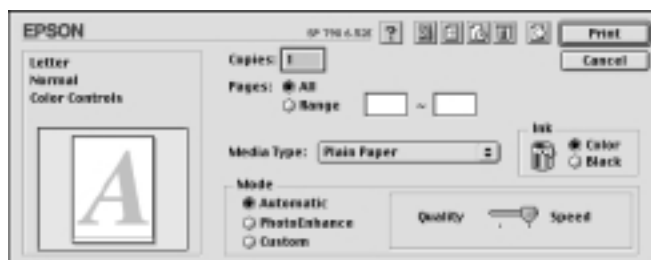 EPSON
?
Print
Letter
Normal
Color Controls
Copies: 1
Cancel
Pages: All
Range ~
Media Type: Plain Paper
Ink
Color
Black
A
Mode
Automatic
PhotoEnhance
Custom
Quality Speed